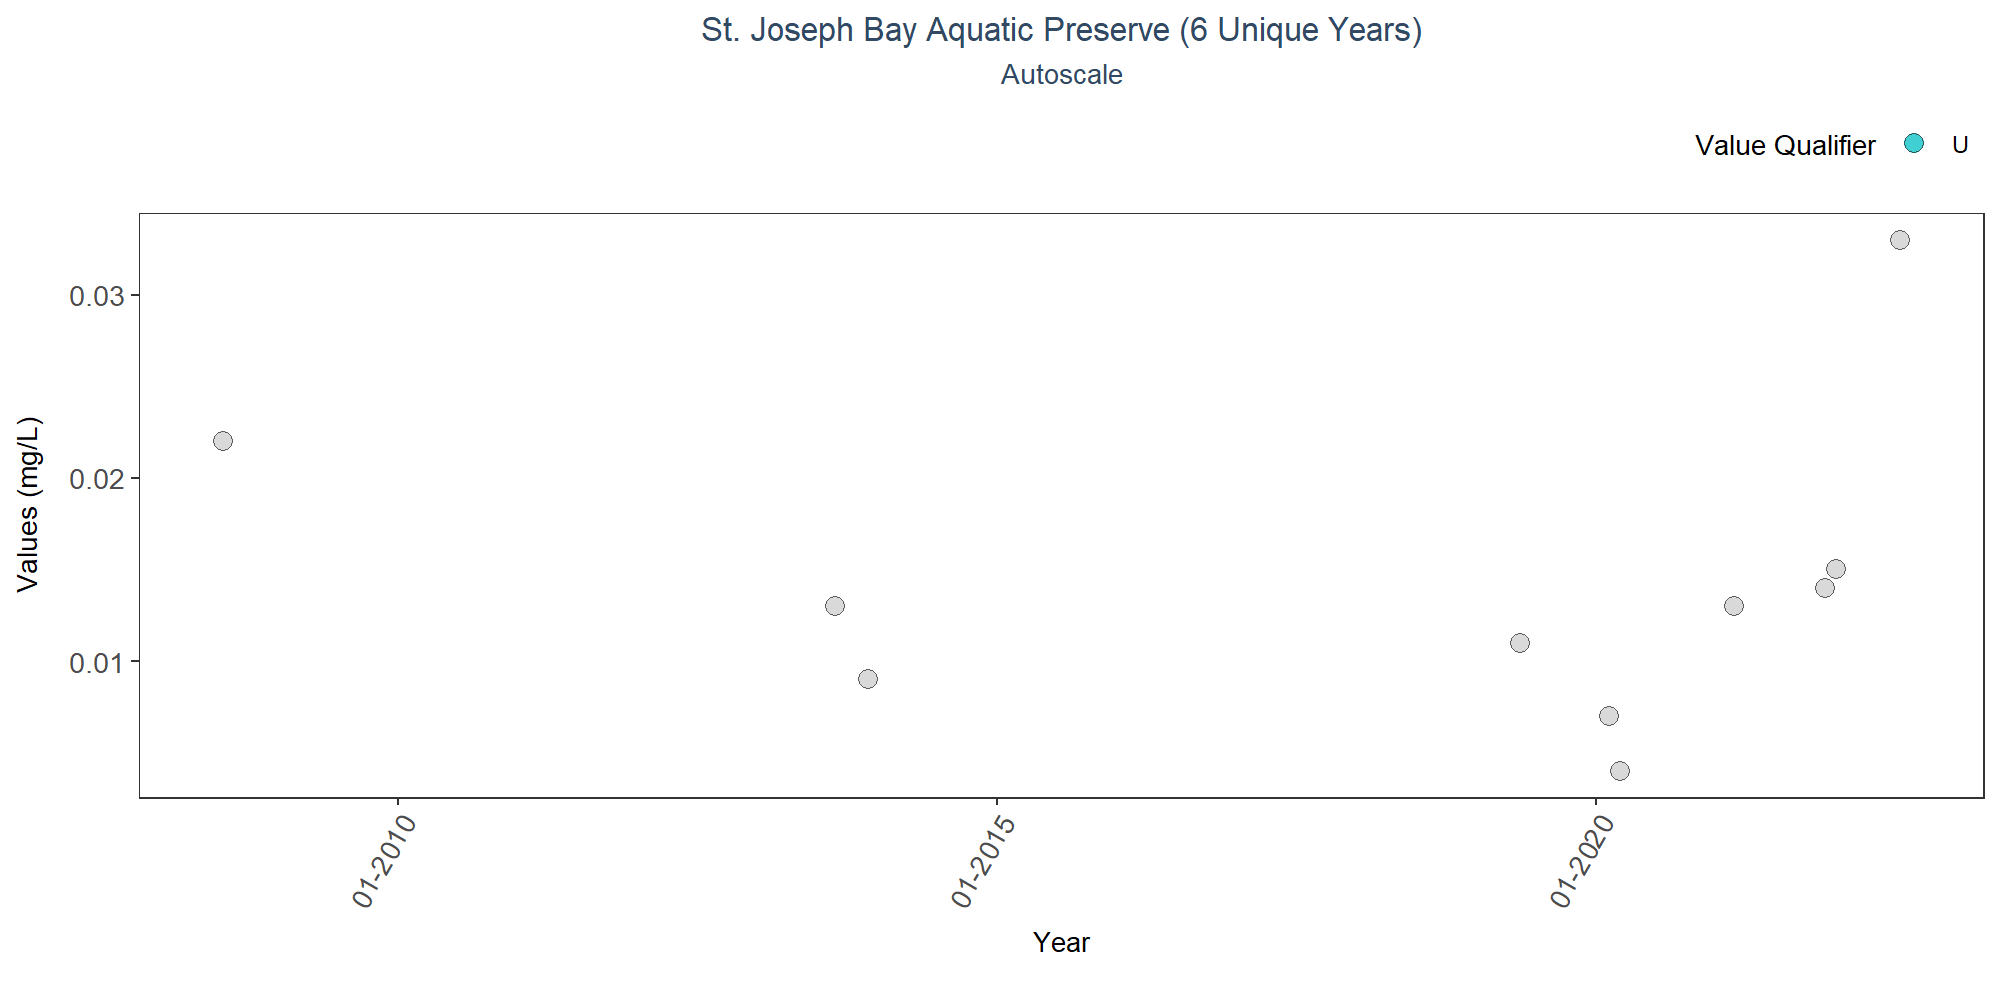 St. Joseph Bay Aquatic Preserve (6 Unique Years)
Autoscale
Value Qualifier U
0.03
0.02
0.01
Values (mg/L)
01-2010
01-2015
01-2020
Year